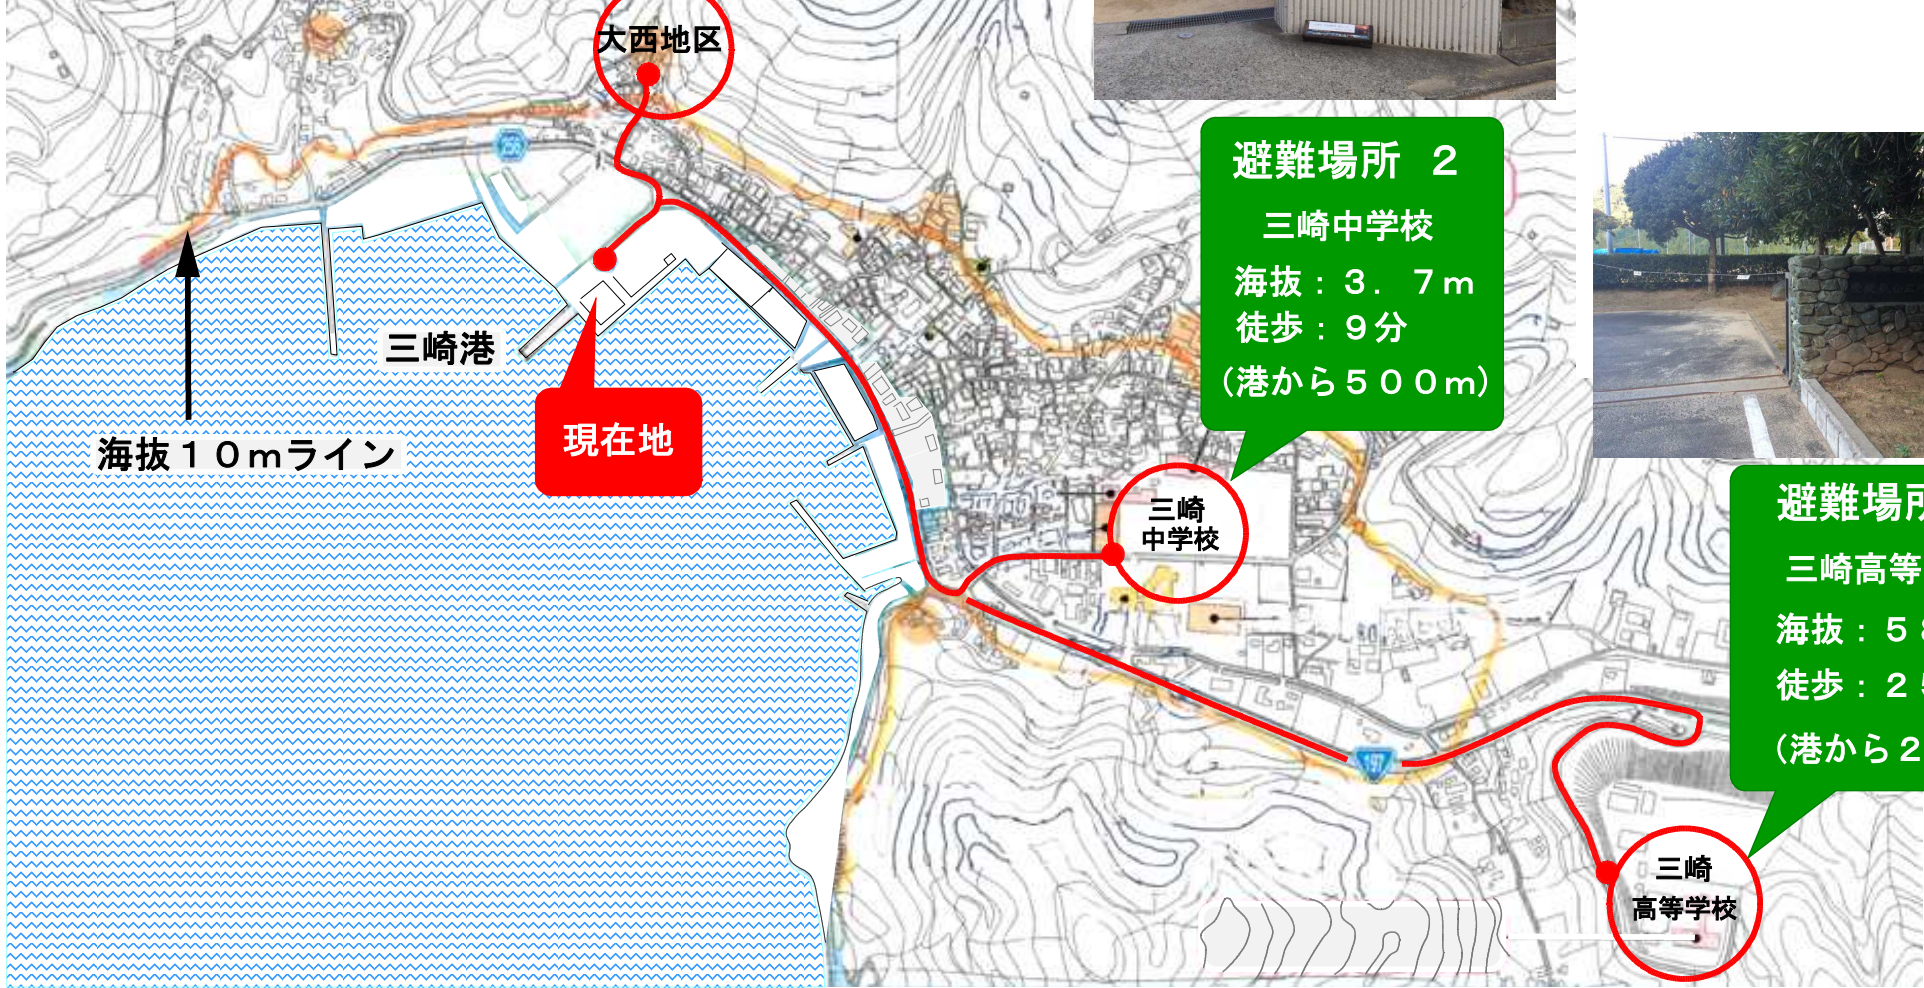 大西地区
256
避難場所 2
三崎中学校
海抜：3. 7m
徒歩：9分
(港から500m)
三崎港
現在地
海抜10mライン
三崎
中学校
避難場所
三崎高等
海抜：5
徒歩：2
(港から2
197
三崎
高等学校